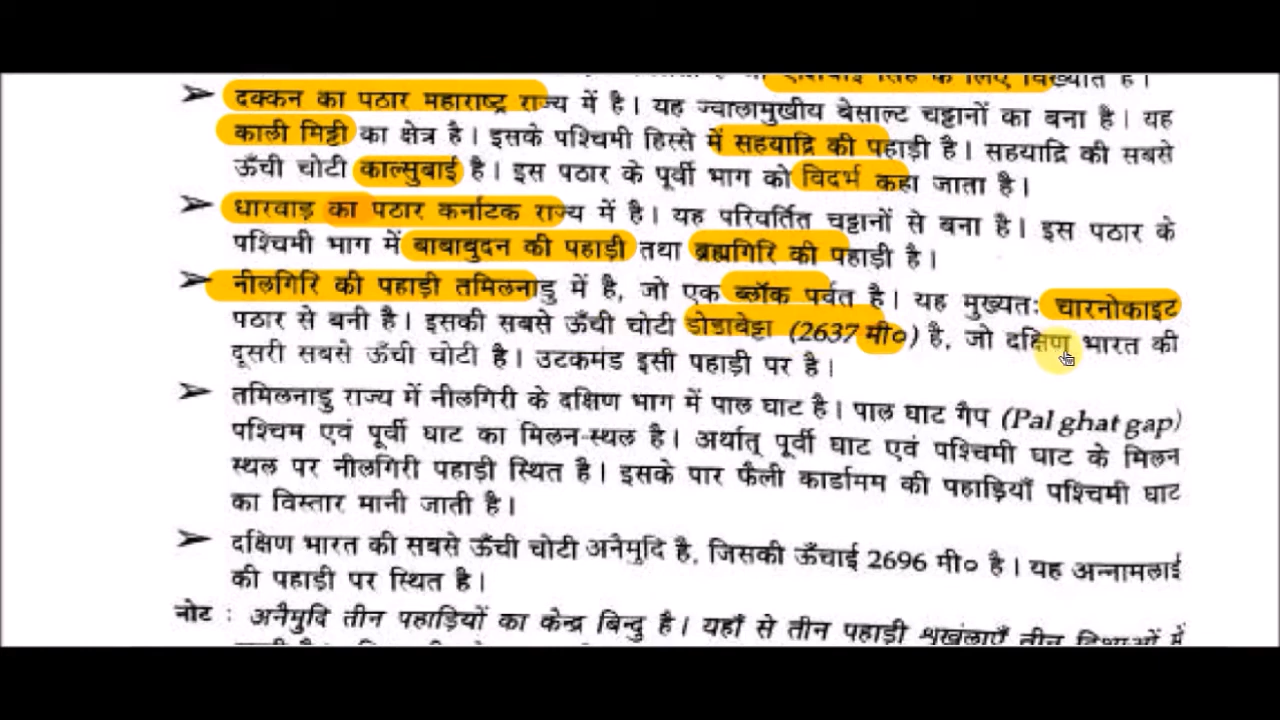 के लिए विख्यात है।
➤ दक्कन का पठार महाराष्ट्र राज्य में है। यह ज्वालामुखीय बेसाल्ट चट्टानों का बना है। यह
काली मिट्टी का क्षेत्र है। इसके पश्चिमी हिस्से में सहयाद्रि की पहाड़ी है। सहयाद्रि की सबसे
ऊँची चोटी काल्सुबाई है। इस पठार के पूर्वी भाग को विदर्भ कहा जाता है।
➤ धारवाड़ का पठार कर्नाटक राज्य में है। यह परिवर्तित चट्टानों से बना है। इस पठार के
पश्चिमी भाग में बाबाबुदन की पहाड़ी तथा ब्रह्मगिरि की पहाड़ी है।
➤ नीलगिरि की पहाड़ी तमिलनाडु में है, जो एक ब्लॉक पर्वत है। यह मुख्यतः चारनोकाइट
पठार से बनी है। इसकी सबसे ऊँची चोटी डोडाबेट्टा (2637 मी०) है, जो दक्षिण भारत की
दूसरी सबसे ऊँची चोटी है। उटकमंड इसी पहाड़ी पर है।
➤ तमिलनाडु राज्य में नीलगिरी के दक्षिण भाग में पाल घाट है। पाल घाट गैप (Pal ghat gap)
पश्चिम एवं पूर्वी घाट का मिलन-स्थल है। अर्थात् पूर्वी घाट एवं पश्चिमी घाट के मिलन
स्थल पर नीलगिरी पहाड़ी स्थित है। इसके पार फैली कार्डामम की पहाड़ियाँ पश्चिमी घाट
का विस्तार मानी जाती है।
➤ दक्षिण भारत की सबसे ऊँची चोटी अनैमुदि है, जिसकी ऊँचाई 2696 मी० है। यह अन्नामलाई
की पहाड़ी पर स्थित है।
नोट : अनैमुदि तीन पहाड़ियों का केन्द्र बिन्दु है। यहाँ से तीन पहाड़ी शृखंलाएँ तीन दिशाओं में